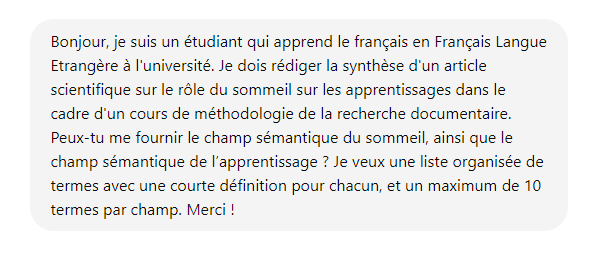 Bonjour, je suis un étudiant qui apprend le français en Français Langue
Etrangère à l'université. Je dois rédiger la synthèse d'un article
scientifique sur le rôle du sommeil sur les apprentissages dans le
cadre d'un cours de méthodologie de la recherche documentaire.
Peux-tu me fournir le champ sémantique du sommeil, ainsi que le
champ sémantique de l’apprentissage ? Je veux une liste organisée de
termes avec une courte définition pour chacun, et un maximum de 10
termes par champ. Merci !